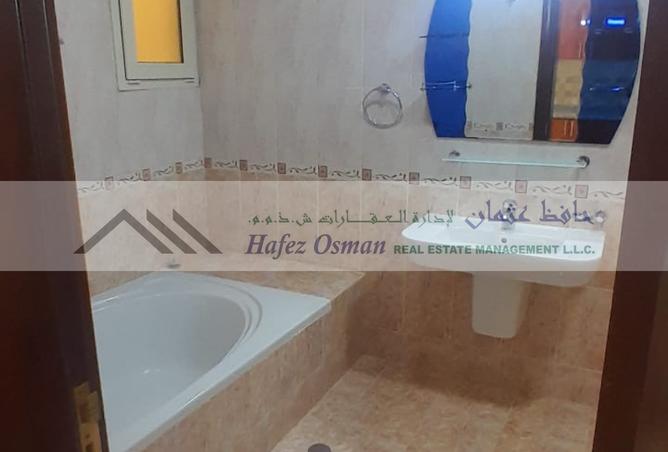 حافظ عثمان لإدارة العقارات ش.ذ.م.م.
Hafez Osman REAL ESTATE MANAGEMENT L.L.C.